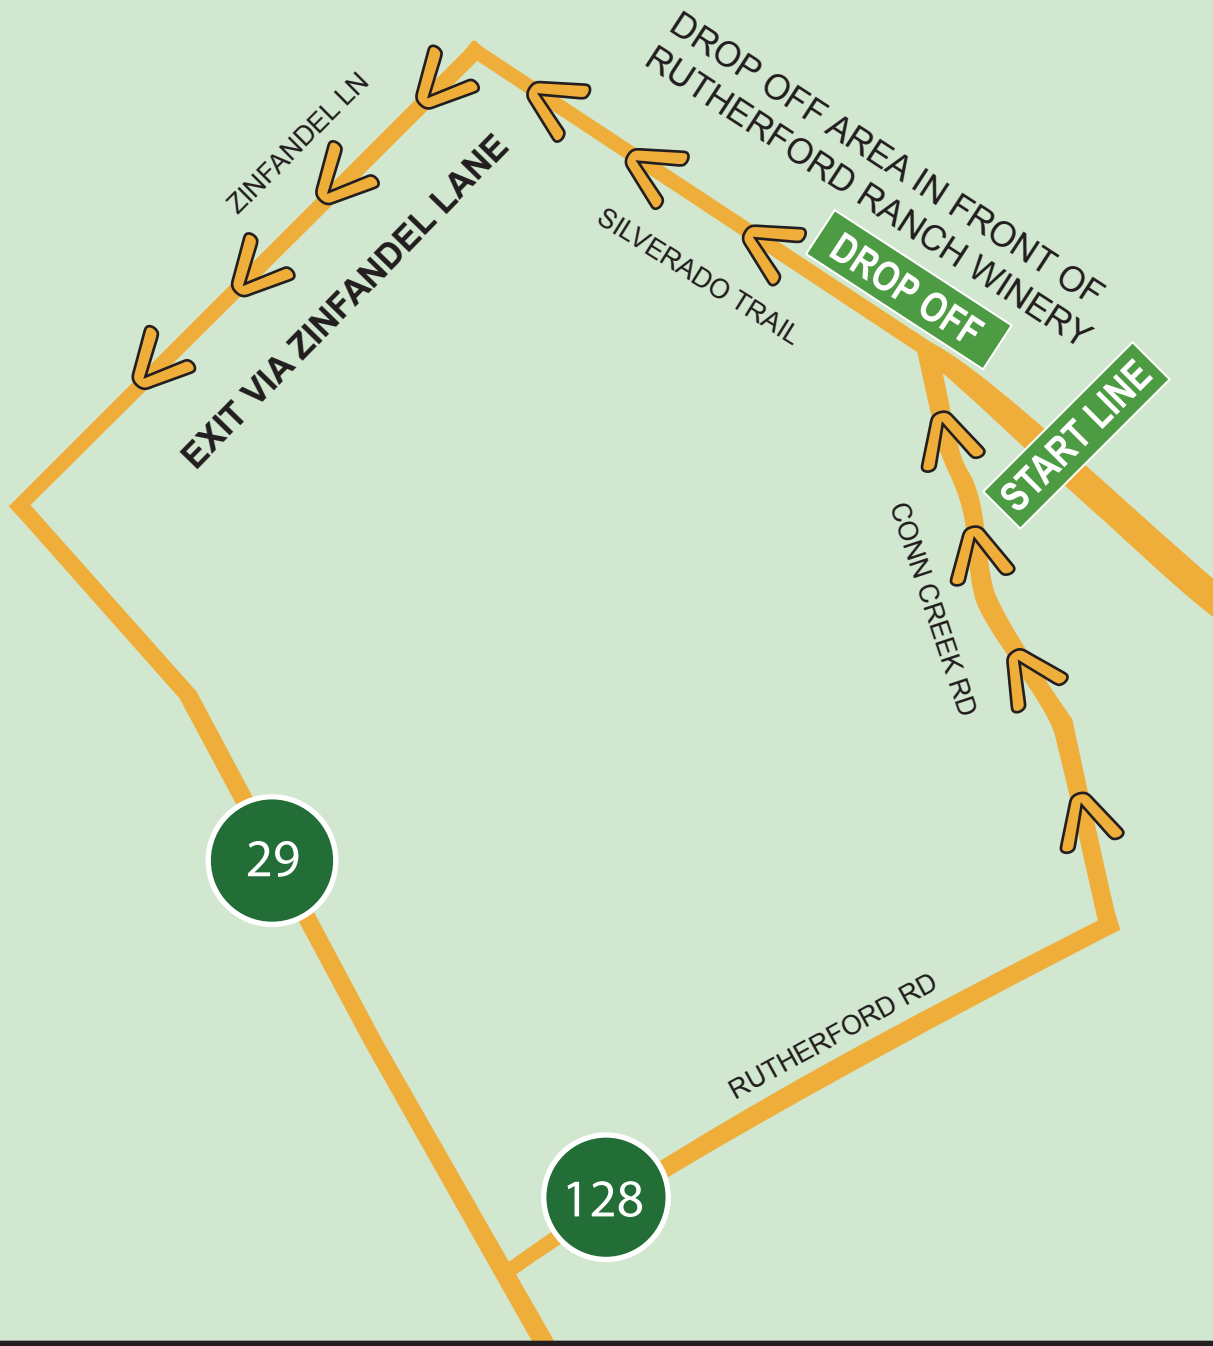 DROP OFF AREA IN FRONT OF
RUTHERFORD RANCH WINERY
ZINFANDEL LN
EXIT VIA ZINFANDEL LANE
SILVERADO TRAIL
DROP OFF
START LINE
CONN CREEK RD
29
RUTHERFORD RD
128